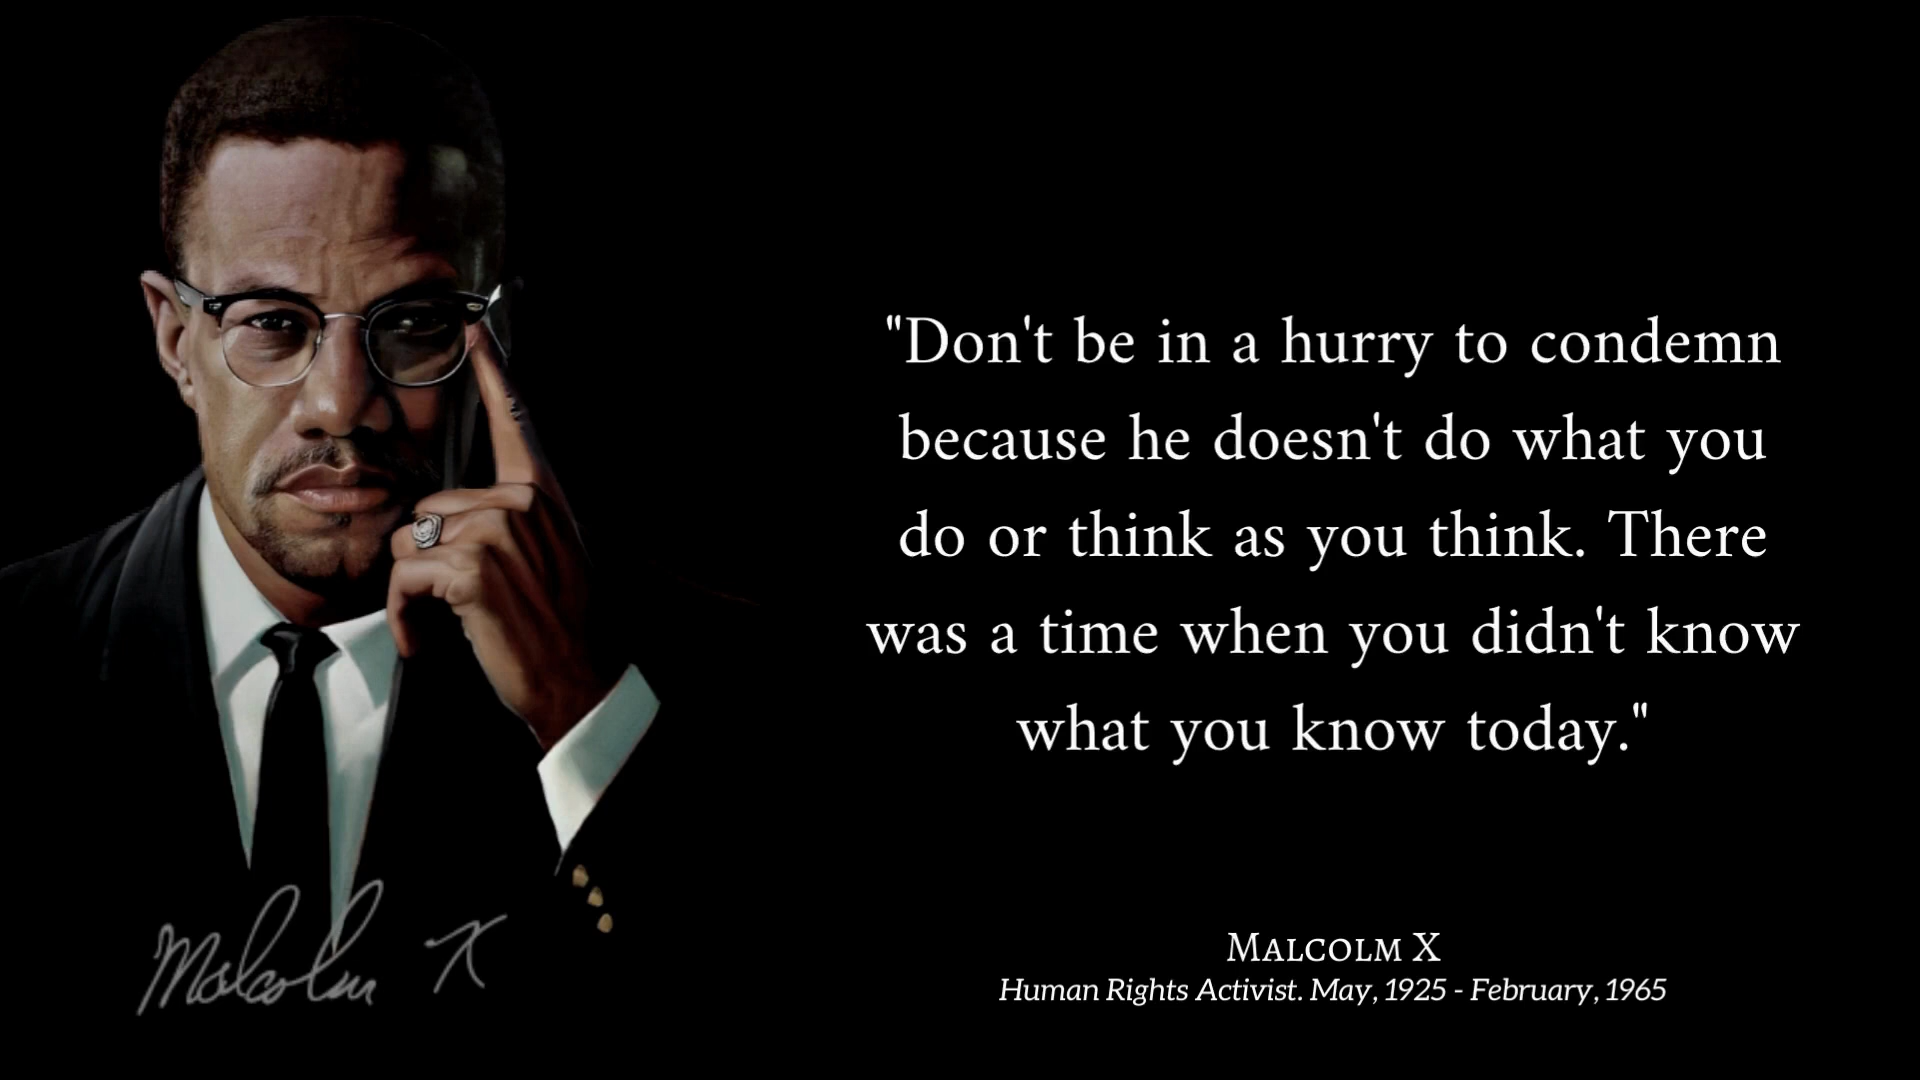 "Don't be in a hurry to condemn
because he doesn't do what you
do or think as you think. There
was a time when you didn't know
what you know today."
Malcolm X
Malcolm X
Human Rights Activist. May, 1925 - February, 1965